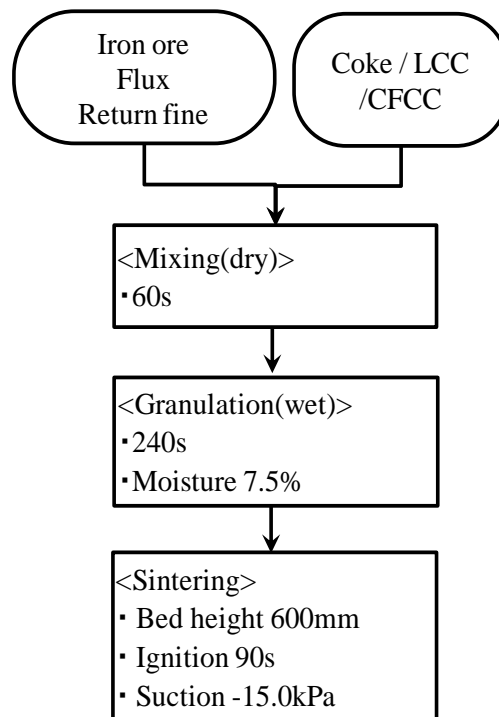 Iron ore
Flux
Return fine
Coke / LCC
/CFCC
<Mixing(dry)>
・60s
<Granulation(wet)>
・240s
・Moisture 7.5%
<Sintering>
・ Bed height 600mm
・ Ignition 90s
・ Suction -15.0kPa